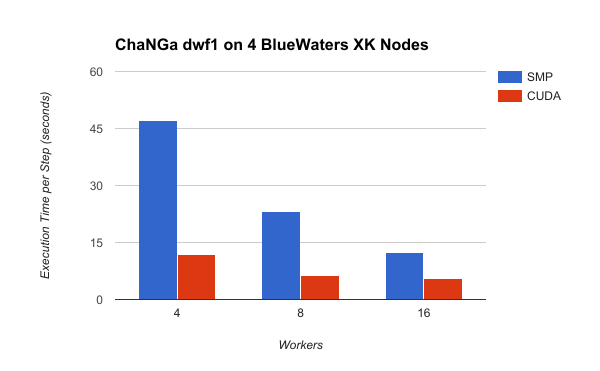 ChaNGa dwf1 on 4 BlueWaters XK Nodes
SMP
CUDA
Execution Time per Step (seconds)
60
45
30
15
0
4
8
16
Workers